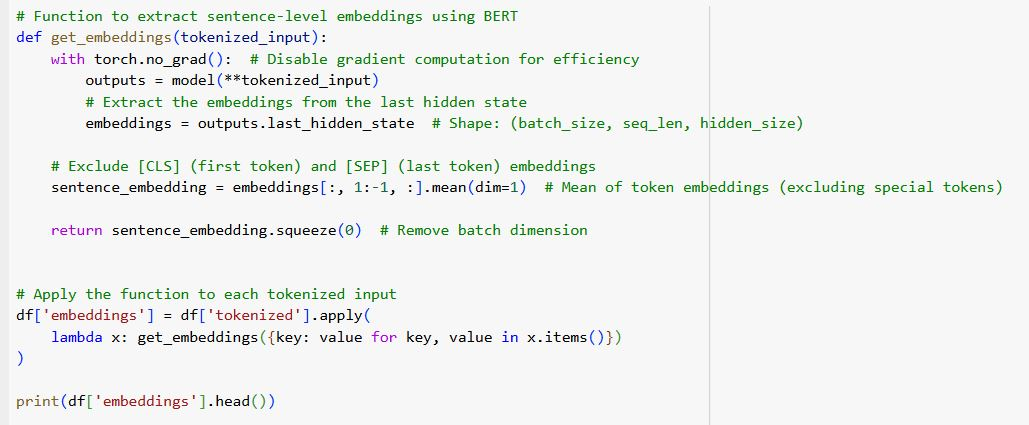 # Function to extract sentence-level embeddings using BERT
def get_embeddings(tokenized_input):
    with torch.no_grad():  # Disable gradient computation for efficiency
        outputs = model(**tokenized_input)
        # Extract the embeddings from the last hidden state
        embeddings = outputs.last_hidden_state  # Shape: (batch_size, seq_len, hidden_size)
    # Exclude [CLS] (first token) and [SEP] (last token) embeddings
    sentence_embedding = embeddings[:, 1:-1, :].mean(dim=1)  # Mean of token embeddings (excluding special tokens)
    return sentence_embedding.squeeze(0)  # Remove batch dimension
# Apply the function to each tokenized input
df['embeddings'] = df['tokenized'].apply(
    lambda x: get_embeddings({key: value for key, value in x.items()})
)
print(df['embeddings'].head())